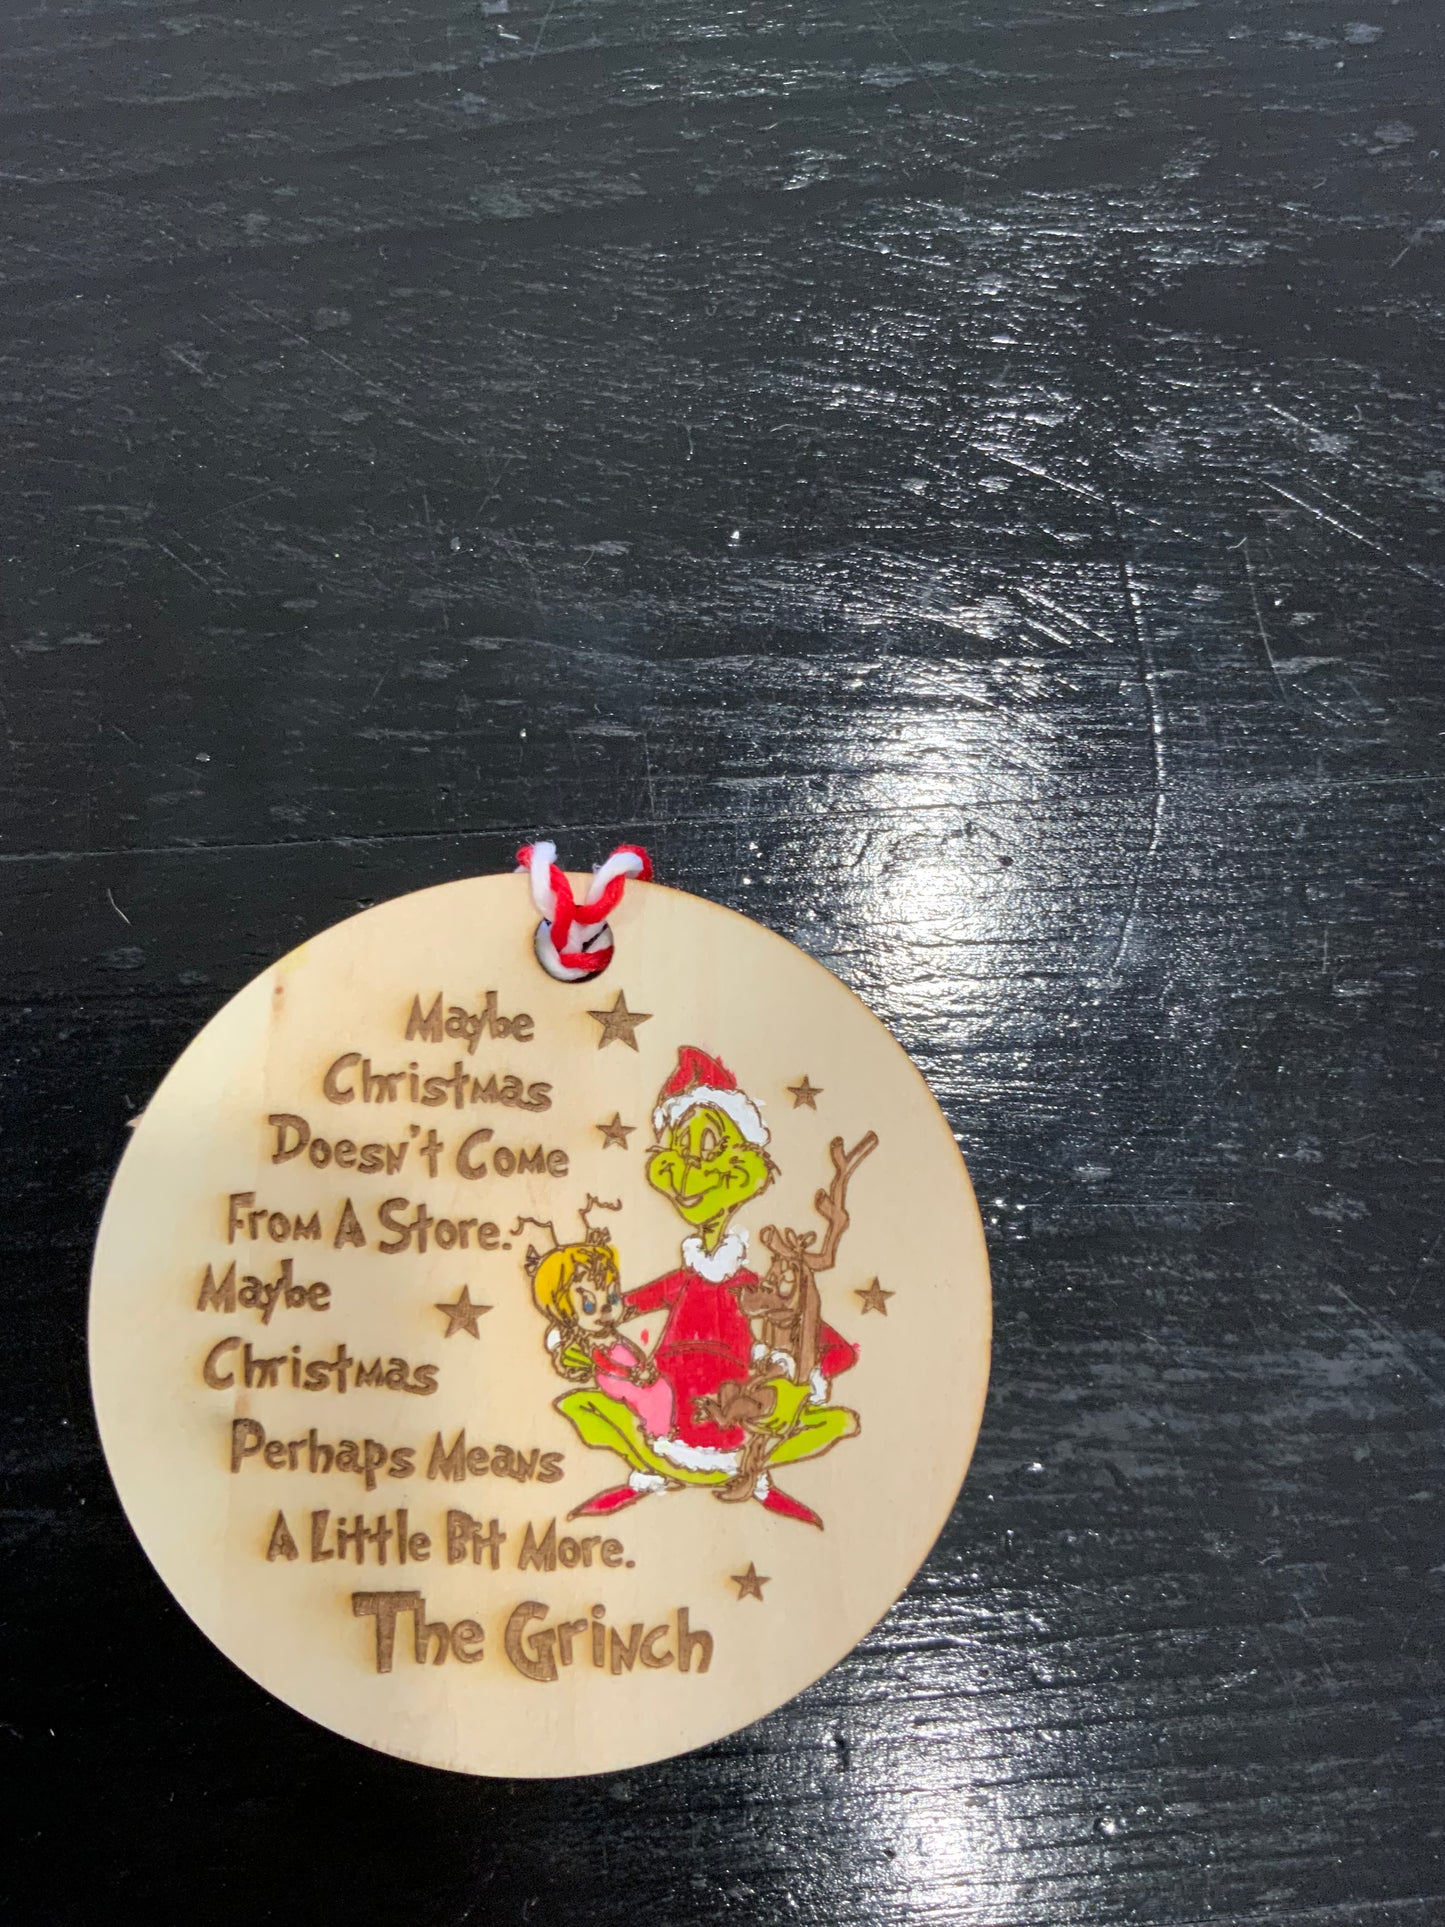 Maybe
Christmas
Doesn't Come
From A Store.
Maybe
Christmas
Perhaps Means
A Little Bit More.
The Grinch